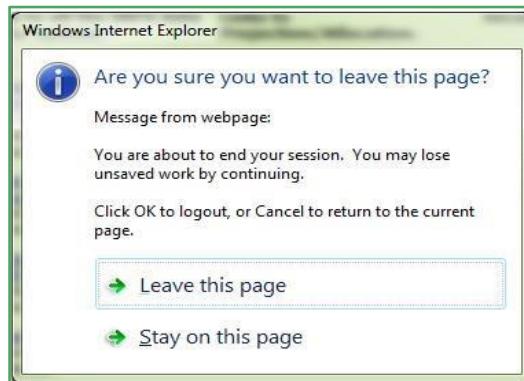 Windows Internet Explorer
Are you sure you want to leave this page?
Message from webpage:
You are about to end your session. You may lose
unsaved work by continuing.
Click OK to logout, or Cancel to return to the current
page.
Leave this page
Stay on this page